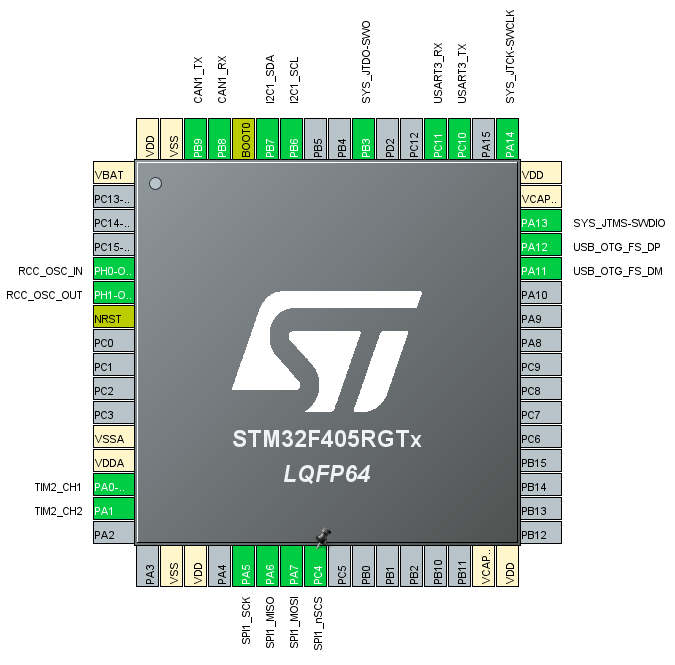 CAN1_TX
CAN1_RX
I2C1_SDA
I2C1_SCL
SYS_JTDO-SWO
USART3_RX
USART3_TX
SYS_JTCK-SWCLK
VDD
VSS
PB9
PB8
BOOT0
PB7
PB6
PB5
PB4
PB3
PD2
PC12
PC11
PC10
PA15
PA14
VBAT
PC13-..
PC14-..
PC15-..
RCC_OSC_IN PH0-O..
RCC_OSC_OUT PH1-O..
NRST
PC0
PC1
PC2
PC3
VSSA
VDDA
TIM2_CH1 PA0-..
TIM2_CH2 PA1
PA2
VDD
VCAP..
PA13 SYS_JTMS-SWDIO
PA12 USB_OTG_FS_DP
PA11 USB_OTG_FS_DM
PA10
PA9
PA8
PC9
PC8
PC7
PC6
PB15
PB14
PB13
PB12
ST
STM32F405RGTx
LQFP64
PA3
VSS
VDD
PA4
PA5
PA6
PA7
PC4
PC5
PB0
PB1
PB2
PB10
PB11
VCAP..
VDD
SPI1_SCK
SPI1_MISO
SPI1_MOSI
SPI1_nSCS